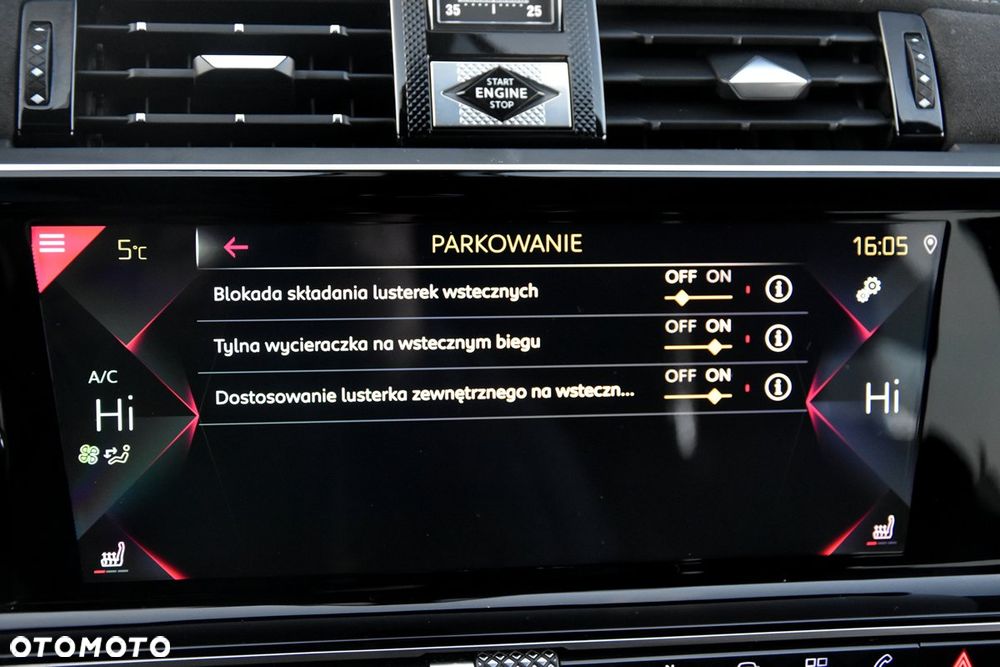 35 25
START
ENGINE
STOP
5°C
PARKOWANIE
16:05
OFF ON
Blokada składania lusterek wstecznych
OFF ON
Tylna wycieraczka na wstecznym biegu
OFF ON
Dostosowanie lusterka zewnętrznego na wsteczn...
A/C
Hi
Hi
OTOMOTO